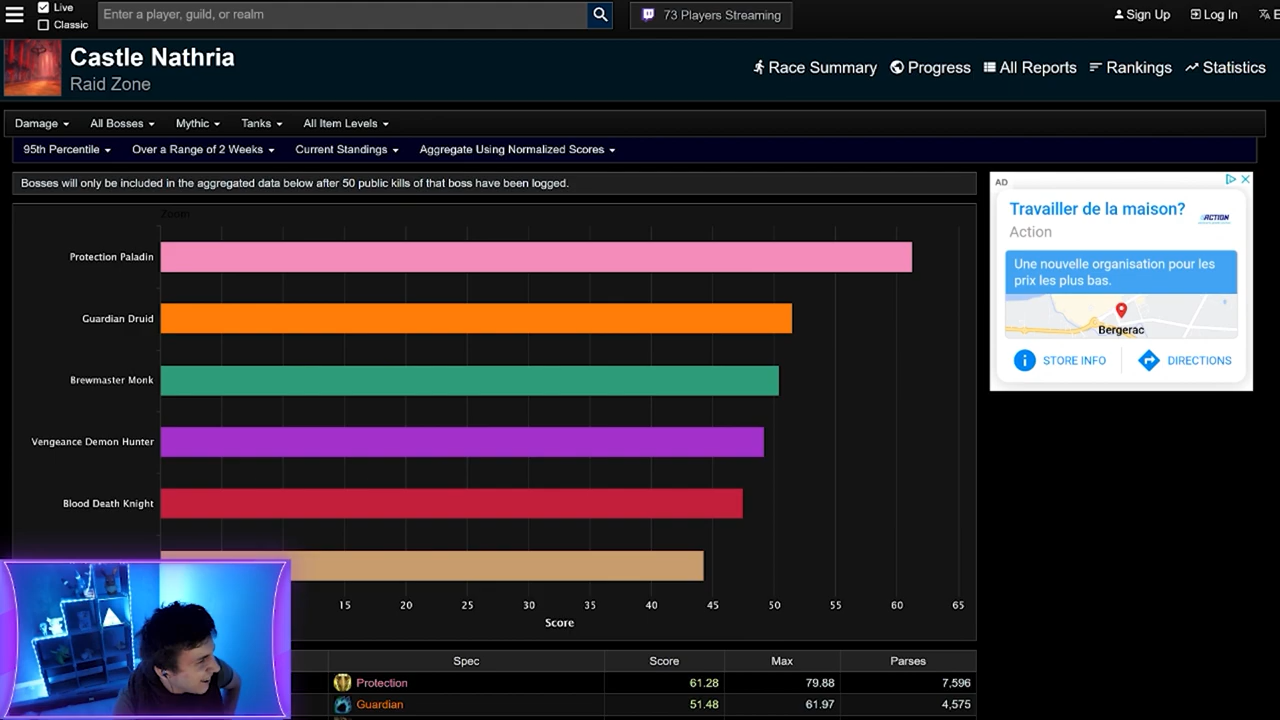 Live
Classic
Enter a player, guild, or realm
73 Players Streaming
Sign Up
Log In
E
Castle Nathria
Raid Zone
Race Summary
Progress
All Reports
Rankings
Statistics
Damage
All Bosses
Mythic
Tanks
All Item Levels
95th Percentile
Over a Range of 2 Weeks
Current Standings
Aggregate Using Normalized Scores
Bosses will only be included in the aggregated data below after 50 public kills of that boss have been logged.
Zoom
Protection Paladin
Guardian Druid
Brewmaster Monk
Vengeance Demon Hunter
Blood Death Knight
15 20 25 30 35 40 45 50 55 60 65
Score
Spec Score Max Parses
Protection 61.28 79.88 7,596
Guardian 51.48 61.97 4,575
AD
Travailler de la maison?
ACTION
Action
Une nouvelle organisation pour les
prix les plus bas.
Bergerac
STORE INFO
DIRECTIONS